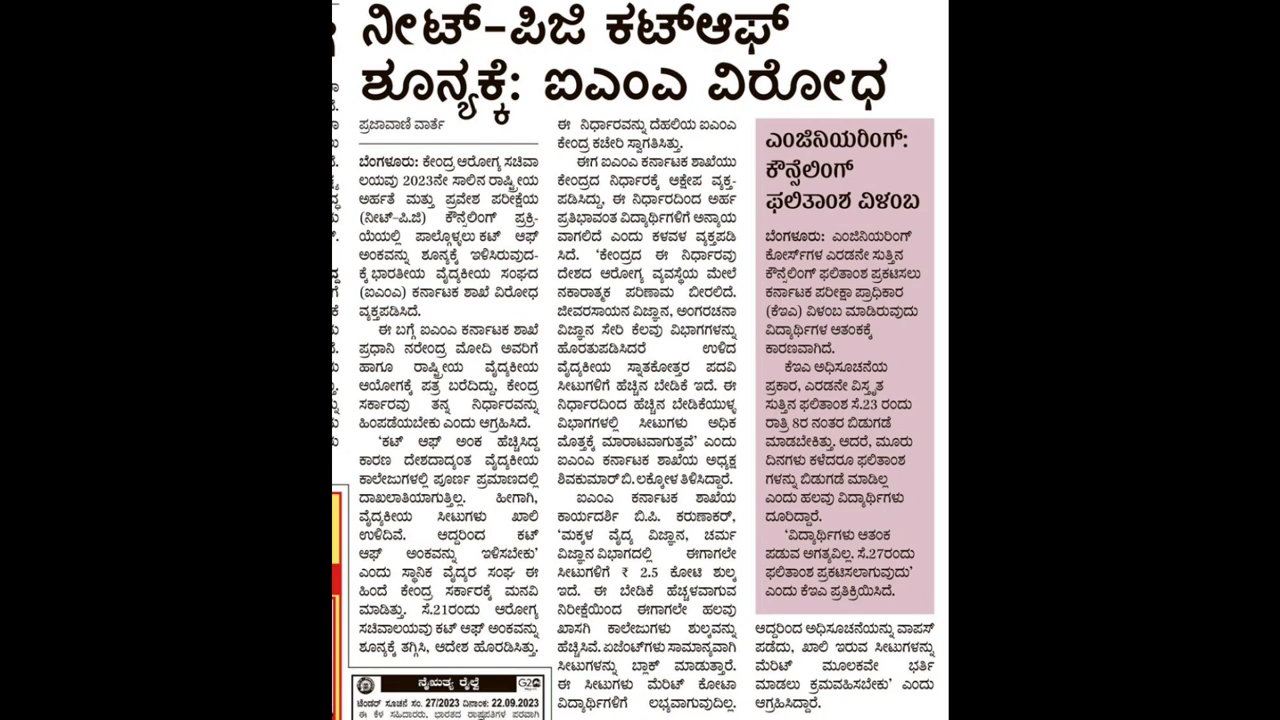 ನೀಟ್-ಪಿಜಿ ಕಟ್‌ಆಫ್
ಶೂನ್ಯಕ್ಕೆ: ಐಎಂಎ ವಿರೋಧ
ಪ್ರಜಾವಾಣಿ ವಾರ್ತೆ
ಬೆಂಗಳೂರು: ಕೇಂದ್ರ ಆರೋಗ್ಯ ಸಚಿವಾ
ಲಯವು 2023ನೇ ಸಾಲಿನ ರಾಷ್ಟ್ರೀಯ
ಅರ್ಹತೆ ಮತ್ತು ಪ್ರವೇಶ ಪರೀಕ್ಷೆಯ
(ನೀಟ್-ಪಿ.ಜಿ) ಕೌನ್ಸೆಲಿಂಗ್ ಪ್ರಕ್ರಿ-
ಯೆಯಲ್ಲಿ ಪಾಲ್ಗೊಳ್ಳಲು ಕಟ್ ಆಫ್
ಅಂಕವನ್ನು ಶೂನ್ಯಕ್ಕೆ ಇಳಿಸಿರುವುದ-
ಕ್ಕೆ ಭಾರತೀಯ ವೈದ್ಯಕೀಯ ಸಂಘದ
(ಐಎಂಎ) ಕರ್ನಾಟಕ ಶಾಖೆ ವಿರೋಧ
ವ್ಯಕ್ತಪಡಿಸಿದೆ.
ಈ ಬಗ್ಗೆ ಐಎಂಎ ಕರ್ನಾಟಕ ಶಾಖೆ
ಪ್ರಧಾನಿ ನರೇಂದ್ರ ಮೋದಿ ಅವರಿಗೆ
ಹಾಗೂ ರಾಷ್ಟ್ರೀಯ ವೈದ್ಯಕೀಯ
ಆಯೋಗಕ್ಕೆ ಪತ್ರ ಬರೆದಿದ್ದು, ಕೇಂದ್ರ
ಸರ್ಕಾರವು ತನ್ನ ನಿರ್ಧಾರವನ್ನು
ಹಿಂಪಡೆಯಬೇಕು ಎಂದು ಆಗ್ರಹಿಸಿದೆ.
‘ಕಟ್ ಆಫ್ ಅಂಕ ಹೆಚ್ಚಿಸಿದ್ದ
ಕಾರಣ ದೇಶದಾದ್ಯಂತ ವೈದ್ಯಕೀಯ
ಕಾಲೇಜುಗಳಲ್ಲಿ ಪೂರ್ಣ ಪ್ರಮಾಣದಲ್ಲಿ
ದಾಖಲಾತಿಯಾಗುತ್ತಿಲ್ಲ. ಹೀಗಾಗಿ,
ವೈದ್ಯಕೀಯ ಸೀಟುಗಳು ಖಾಲಿ
ಉಳಿದಿವೆ. ಆದ್ದರಿಂದ ಕಟ್
ಆಫ್ ಅಂಕವನ್ನು ಇಳಿಸಬೇಕು’
ಎಂದು ಸ್ಥಾನಿಕ ವೈದ್ಯರ ಸಂಘ ಈ
ಹಿಂದೆ ಕೇಂದ್ರ ಸರ್ಕಾರಕ್ಕೆ ಮನವಿ
ಮಾಡಿತ್ತು. ಸೆ.21ರಂದು ಆರೋಗ್ಯ
ಸಚಿವಾಲಯವು ಕಟ್ ಆಫ್ ಅಂಕವನ್ನು
ಶೂನ್ಯಕ್ಕೆ ತಗ್ಗಿಸಿ, ಆದೇಶ ಹೊರಡಿಸಿತ್ತು.
ಈ ನಿರ್ಧಾರವನ್ನು ದೆಹಲಿಯ ಐಎಂಎ
ಕೇಂದ್ರ ಕಚೇರಿ ಸ್ವಾಗತಿಸಿತ್ತು.
ಈಗ ಐಎಂಎ ಕರ್ನಾಟಕ ಶಾಖೆಯು
ಕೇಂದ್ರದ ನಿರ್ಧಾರಕ್ಕೆ ಆಕ್ಷೇಪ ವ್ಯಕ್ತ-
ಪಡಿಸಿದ್ದು, ಈ ನಿರ್ಧಾರದಿಂದ ಅರ್ಹ
ಪ್ರತಿಭಾವಂತ ವಿದ್ಯಾರ್ಥಿಗಳಿಗೆ ಅನ್ಯಾಯ
ವಾಗಲಿದೆ ಎಂದು ಕಳವಳ ವ್ಯಕ್ತಪಡಿ
ಸಿದೆ. ‘ಕೇಂದ್ರದ ಈ ನಿರ್ಧಾರವು
ದೇಶದ ಆರೋಗ್ಯ ವ್ಯವಸ್ಥೆಯ ಮೇಲೆ
ನಕಾರಾತ್ಮಕ ಪರಿಣಾಮ ಬೀರಲಿದೆ.
ಜೀವರಸಾಯನ ವಿಜ್ಞಾನ, ಅಂಗರಚನಾ
ವಿಜ್ಞಾನ ಸೇರಿ ಕೆಲವು ವಿಭಾಗಗಳನ್ನು
ಹೊರತುಪಡಿಸಿದರೆ ಉಳಿದ
ವೈದ್ಯಕೀಯ ಸ್ನಾತಕೋತ್ತರ ಪದವಿ
ಸೀಟುಗಳಿಗೆ ಹೆಚ್ಚಿನ ಬೇಡಿಕೆ ಇದೆ. ಈ
ನಿರ್ಧಾರದಿಂದ ಹೆಚ್ಚಿನ ಬೇಡಿಕೆಯುಳ್ಳ
ವಿಭಾಗಗಳಲ್ಲಿ ಸೀಟುಗಳು ಅಧಿಕ
ಮೊತ್ತಕ್ಕೆ ಮಾರಾಟವಾಗುತ್ತವೆ’ ಎಂದು
ಐಎಂಎ ಕರ್ನಾಟಕ ಶಾಖೆಯ ಅಧ್ಯಕ್ಷ
ಶಿವಕುಮಾರ್ ಬಿ. ಲಕ್ಕೋಳ ತಿಳಿಸಿದ್ದಾರೆ.
ಐಎಂಎ ಕರ್ನಾಟಕ ಶಾಖೆಯ
ಕಾರ್ಯದರ್ಶಿ ಬಿ.ಪಿ. ಕರುಣಾಕರ್,
‘ಮಕ್ಕಳ ವೈದ್ಯ ವಿಜ್ಞಾನ, ಚರ್ಮ
ವಿಜ್ಞಾನ ವಿಭಾಗದಲ್ಲಿ ಈಗಾಗಲೇ
ಸೀಟುಗಳಿಗೆ ₹ 2.5 ಕೋಟಿ ಶುಲ್ಕ
ಇದೆ. ಈ ಬೇಡಿಕೆ ಹೆಚ್ಚಳವಾಗುವ
ನಿರೀಕ್ಷೆಯಿಂದ ಈಗಾಗಲೇ ಹಲವು
ಖಾಸಗಿ ಕಾಲೇಜುಗಳು ಶುಲ್ಕವನ್ನು
ಹೆಚ್ಚಿಸಿವೆ. ಏಜೆಂಟ್‌ಗಳು ಸಾಮಾನ್ಯವಾಗಿ
ಸೀಟುಗಳನ್ನು ಬ್ಲಾಕ್ ಮಾಡುತ್ತಾರೆ.
ಈ ಸೀಟುಗಳು ಮೆರಿಟ್ ಕೋಟಾ
ವಿದ್ಯಾರ್ಥಿಗಳಿಗೆ ಲಭ್ಯವಾಗುವುದಿಲ್ಲ.
ಆದ್ದರಿಂದ ಅಧಿಸೂಚನೆಯನ್ನು ವಾಪಸ್
ಪಡೆದು, ಖಾಲಿ ಇರುವ ಸೀಟುಗಳನ್ನು
ಮೆರಿಟ್ ಮೂಲಕವೇ ಭರ್ತಿ
ಮಾಡಲು ಕ್ರಮವಹಿಸಬೇಕು’ ಎಂದು
ಆಗ್ರಹಿಸಿದ್ದಾರೆ.
ಎಂಜಿನಿಯರಿಂಗ್:
ಕೌನ್ಸೆಲಿಂಗ್
ಫಲಿತಾಂಶ ವಿಳಂಬ
ಬೆಂಗಳೂರು: ಎಂಜಿನಿಯರಿಂಗ್
ಕೋರ್ಸ್‌ಗಳ ಎರಡನೇ ಸುತ್ತಿನ
ಕೌನ್ಸೆಲಿಂಗ್ ಫಲಿತಾಂಶ ಪ್ರಕಟಿಸಲು
ಕರ್ನಾಟಕ ಪರೀಕ್ಷಾ ಪ್ರಾಧಿಕಾರ
(ಕೆಇಎ) ವಿಳಂಬ ಮಾಡಿರುವುದು
ವಿದ್ಯಾರ್ಥಿಗಳ ಆತಂಕಕ್ಕೆ
ಕಾರಣವಾಗಿದೆ.
ಕೆಇಎ ಅಧಿಸೂಚನೆಯ
ಪ್ರಕಾರ, ಎರಡನೇ ವಿಸ್ತೃತ
ಸುತ್ತಿನ ಫಲಿತಾಂಶ ಸೆ.23 ರಂದು
ರಾತ್ರಿ 8ರ ನಂತರ ಬಿಡುಗಡೆ
ಮಾಡಬೇಕಿತ್ತು. ಆದರೆ, ಮೂರು
ದಿನಗಳು ಕಳೆದರೂ ಫಲಿತಾಂಶ
ಗಳನ್ನು ಬಿಡುಗಡೆ ಮಾಡಿಲ್ಲ
ಎಂದು ಹಲವು ವಿದ್ಯಾರ್ಥಿಗಳು
ದೂರಿದ್ದಾರೆ.
‘ವಿದ್ಯಾರ್ಥಿಗಳು ಆತಂಕ
ಪಡುವ ಅಗತ್ಯವಿಲ್ಲ. ಸೆ.27ರಂದು
ಫಲಿತಾಂಶ ಪ್ರಕಟಿಸಲಾಗುವುದು’
ಎಂದು ಕೆಇಎ ಪ್ರತಿಕ್ರಿಯಿಸಿದೆ.
ನೈಋತ್ಯ ರೈಲ್ವೆ
G20
ಟೆಂಡರ್ ಸೂಚನೆ ಸಂ. 27/2023 ದಿನಾಂಕ: 22.09.2023
ಈ ಕೆಳ ಸಹಿದಾರರು, ಭಾರತದ ರಾಷ್ಟ್ರಪತಿಗಳ ಪರವಾಗಿ